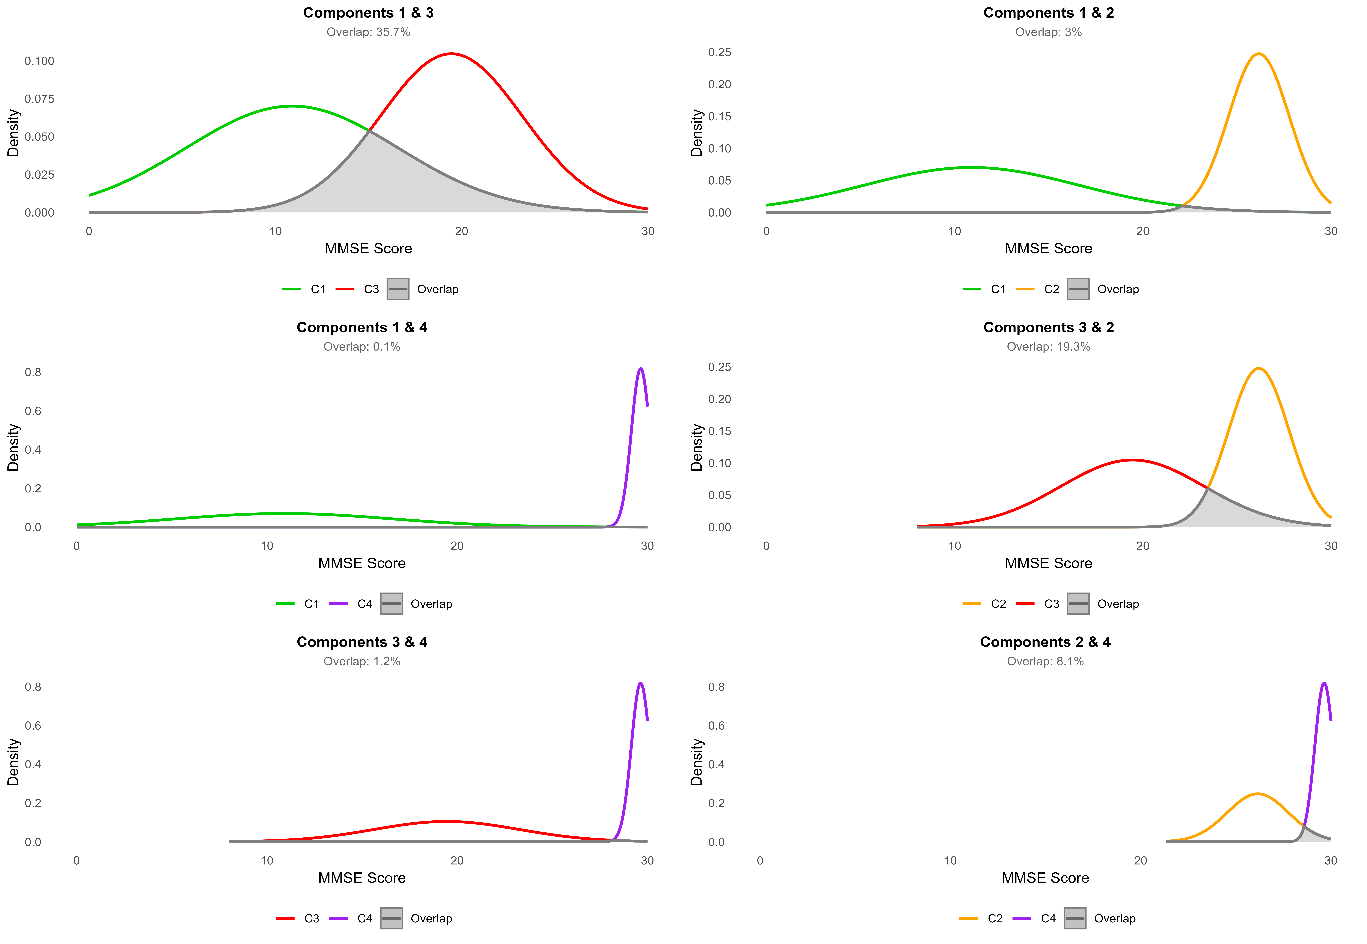 Components 1 & 3
Overlap: 35.7%
0.100
0.075
0.050
0.025
0.000
Density
0 10 20 30
MMSE Score
C1 C3 Overlap
Components 1 & 2
Overlap: 3%
0.25
0.20
0.15
0.10
0.05
0.00
Density
0 10 20 30
MMSE Score
C1 C2 Overlap
Components 1 & 4
Overlap: 0.1%
0.8
0.6
0.4
0.2
0.0
Density
0 10 20 30
MMSE Score
C1 C4 Overlap
Components 3 & 2
Overlap: 19.3%
0.25
0.20
0.15
0.10
0.05
0.00
Density
0 10 20 30
MMSE Score
C2 C3 Overlap
Components 3 & 4
Overlap: 1.2%
0.8
0.6
0.4
0.2
0.0
Density
0 10 20 30
MMSE Score
C3 C4 Overlap
Components 2 & 4
Overlap: 8.1%
0.8
0.6
0.4
0.2
0.0
Density
0 10 20 30
MMSE Score
C2 C4 Overlap